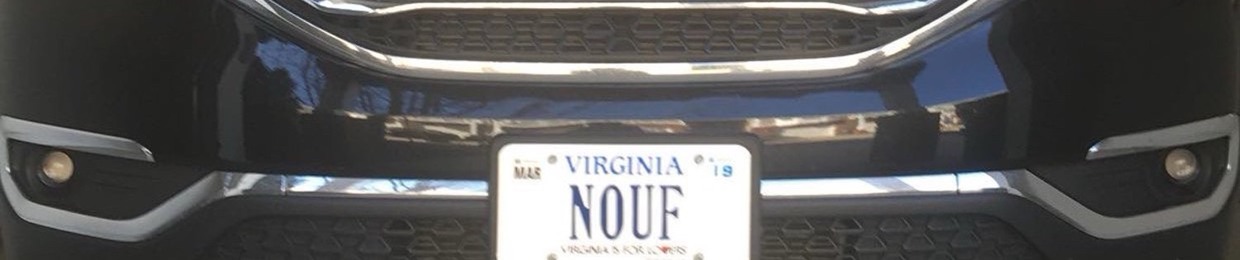 MAR VIRGINIA 19
NOUF
VIRGINIA IS FOR LOVERS